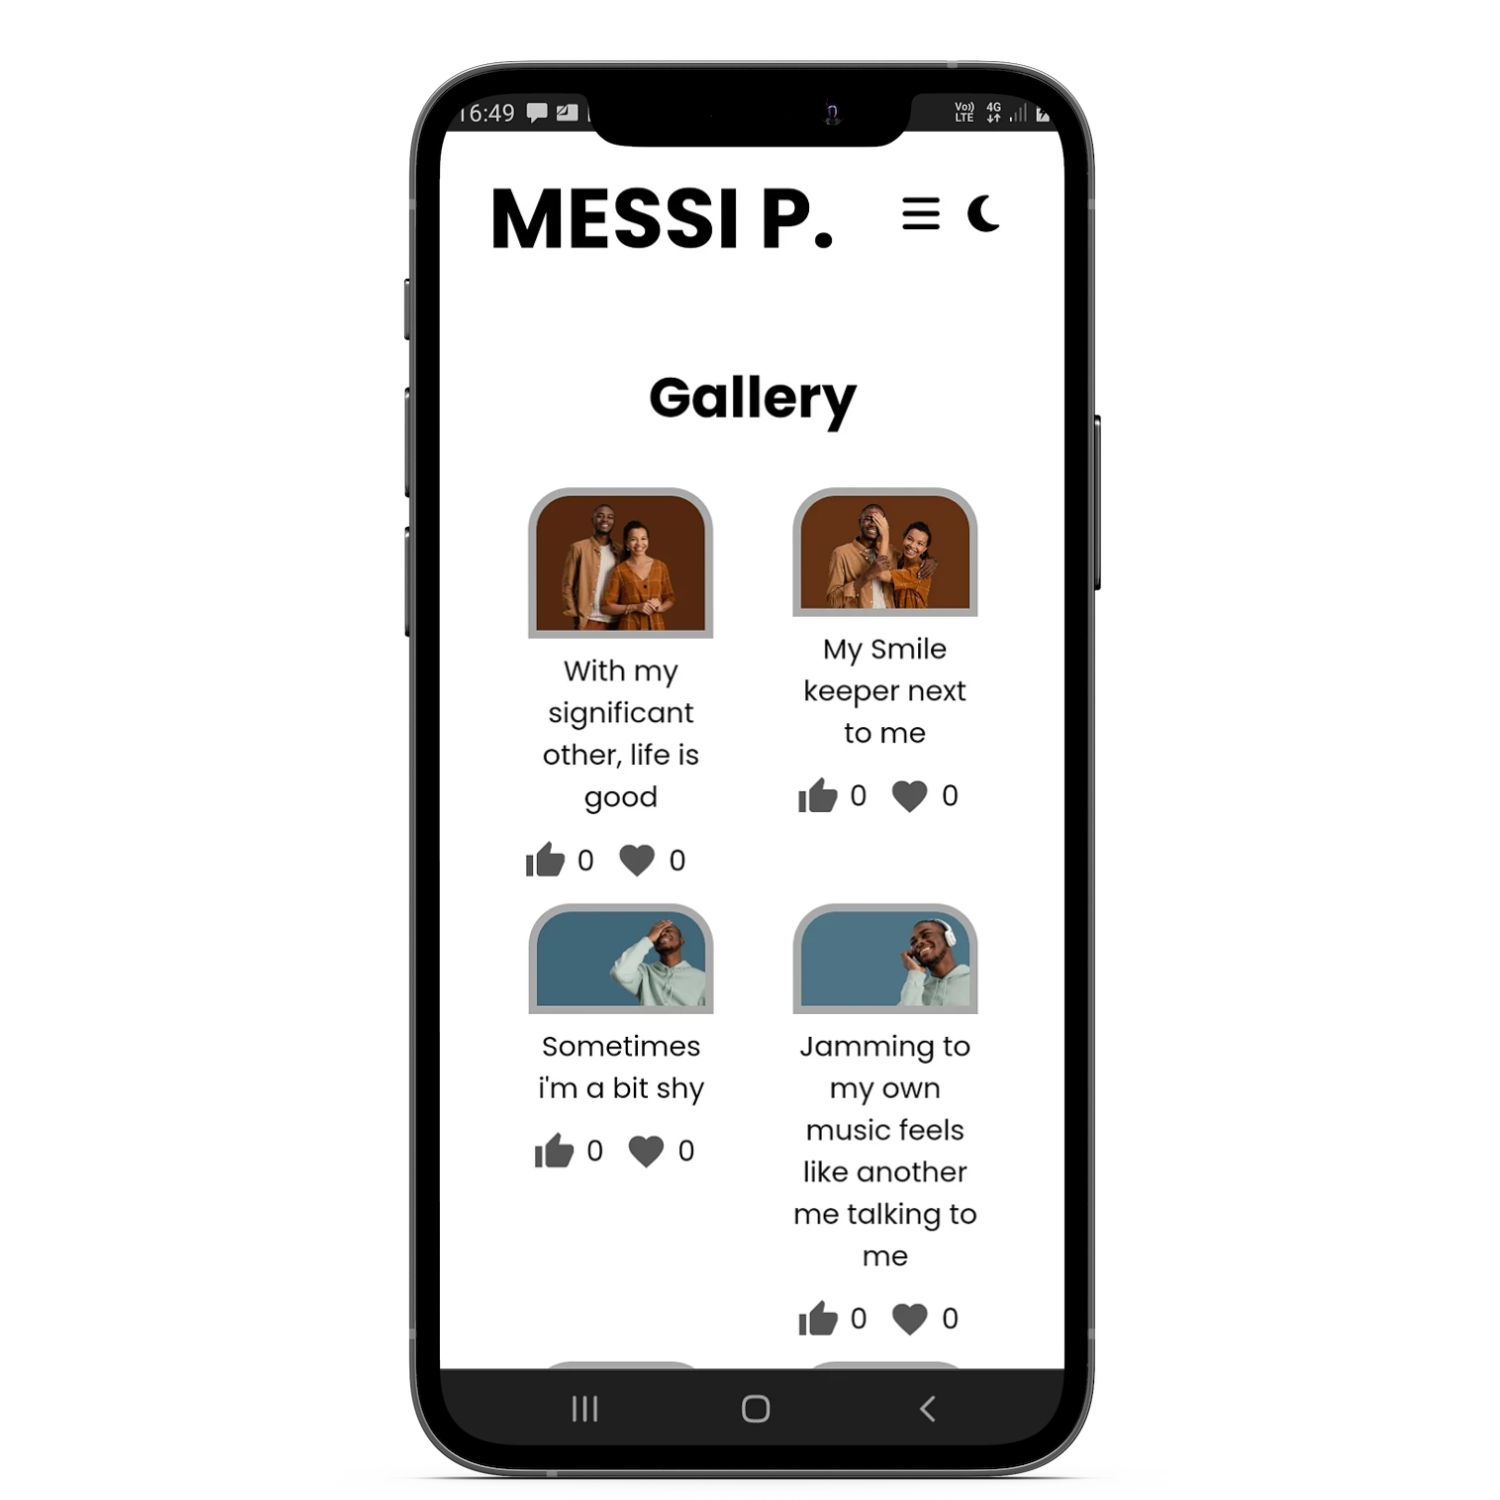 16:49
Vo)) LTE 4G
MESSI P.
Gallery
With my
significant
other, life is
good
0 0
My Smile
keeper next
to me
0 0
Sometimes
i'm a bit shy
0 0
Jamming to
my own
music feels
like another
me talking to
me
0 0